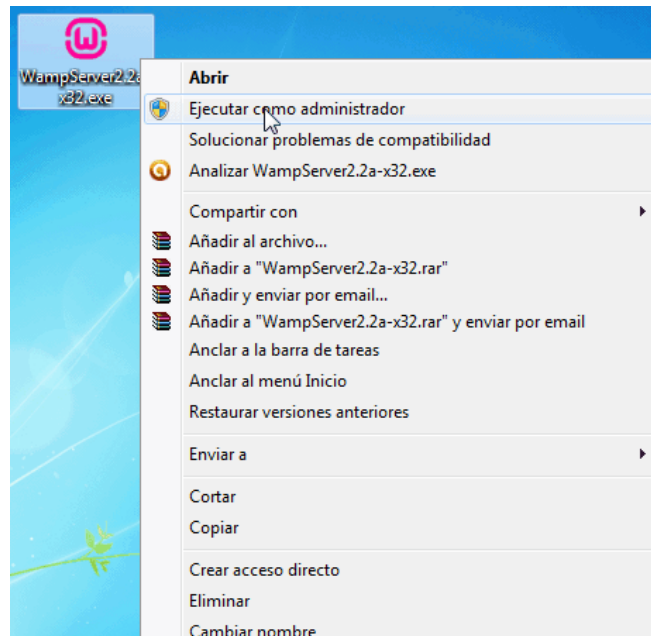 WampServer2.2a
x32.exe
Abrir
Ejecutar como administrador
Solucionar problemas de compatibilidad
Analizar WampServer2.2a-x32.exe
Compartir con
Añadir al archivo...
Añadir a "WampServer2.2a-x32.rar"
Añadir y enviar por email...
Añadir a "WampServer2.2a-x32.rar" y enviar por email
Anclar a la barra de tareas
Anclar al menú Inicio
Restaurar versiones anteriores
Enviar a
Cortar
Copiar
Crear acceso directo
Eliminar
Cambiar nombre